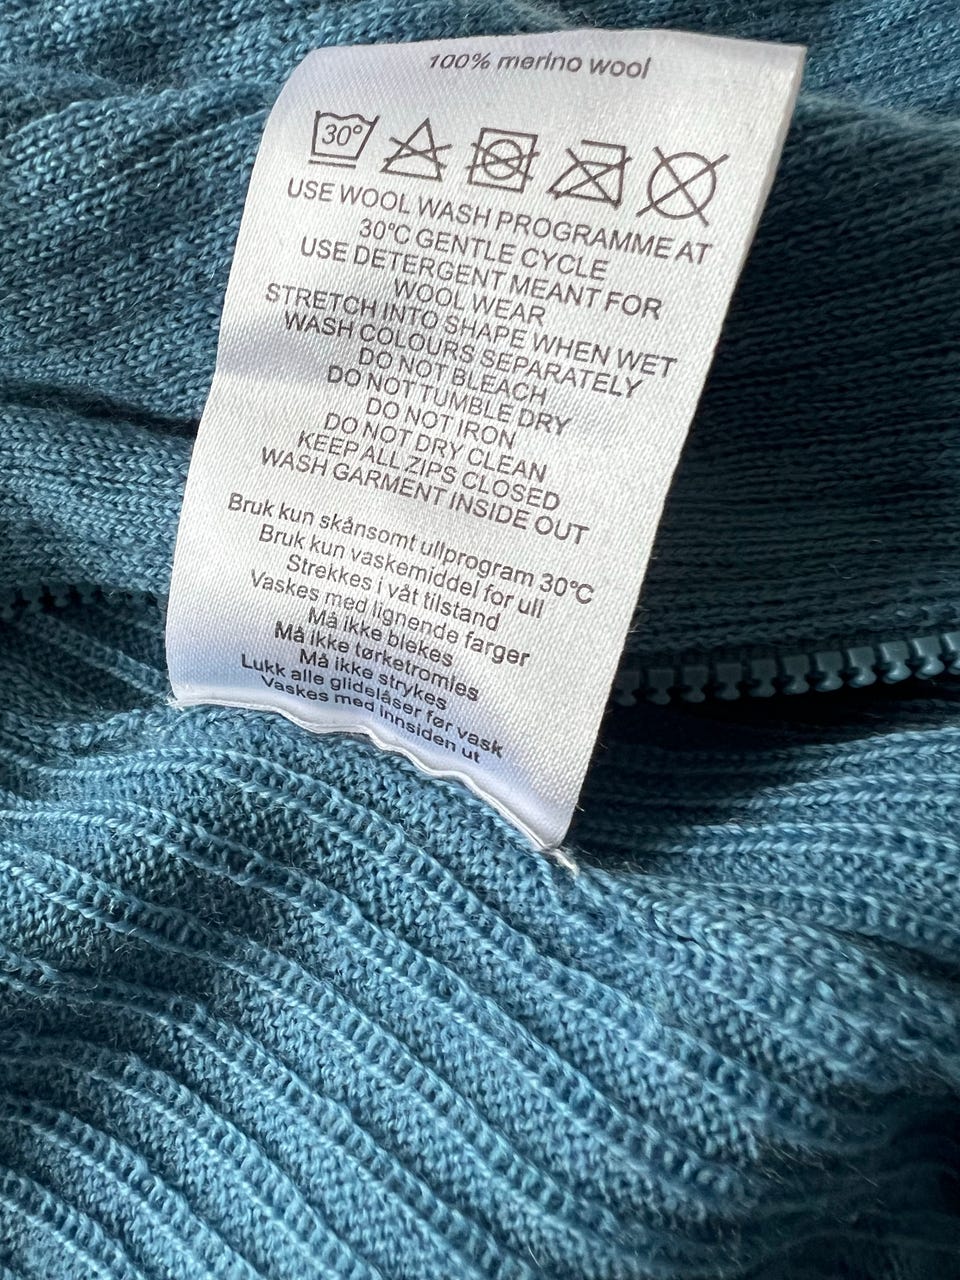 100% merino wool
30°
USE WOOL WASH PROGRAMME AT
30°C GENTLE CYCLE
USE DETERGENT MEANT FOR
WOOL WEAR
STRETCH INTO SHAPE WHEN WET
WASH COLOURS SEPARATELY
DO NOT BLEACH
DO NOT TUMBLE DRY
DO NOT IRON
DO NOT DRY CLEAN
KEEP ALL ZIPS CLOSED
WASH GARMENT INSIDE OUT
Bruk kun skånsomt ullprogram 30°C
Bruk kun vaskemiddel for ull
Strekkes i våt tilstand
Vaskes med lignende farger
Må ikke blekes
Må ikke tørketromles
Må ikke strykes
Lukk alle glidelåser før vask
Vaskes med innsiden ut